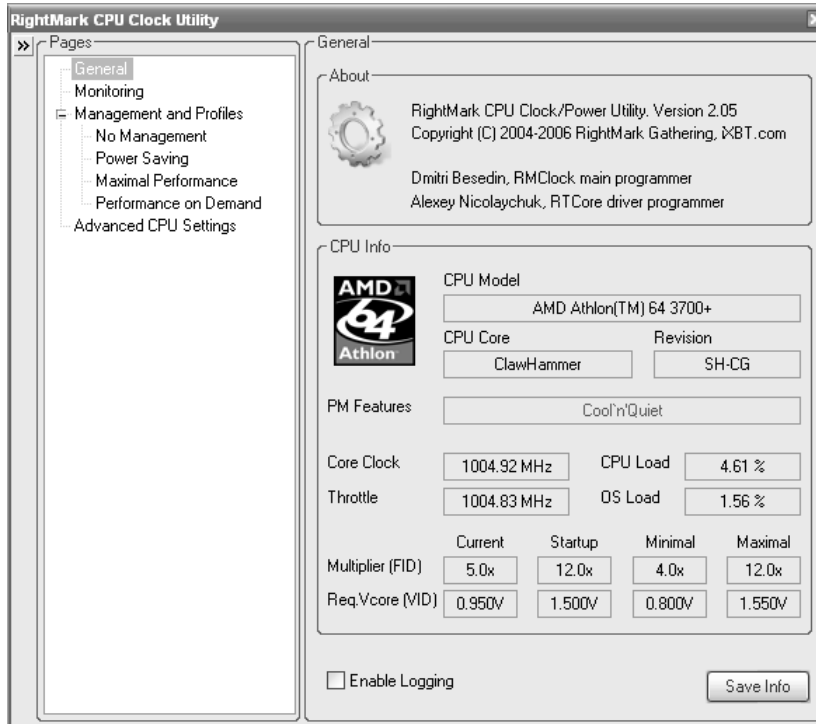 RightMark CPU Clock Utility
Pages
General
Monitoring
Management and Profiles
No Management
Power Saving
Maximal Performance
Performance on Demand
Advanced CPU Settings
General
About
RightMark CPU Clock/Power Utility. Version 2.05
Copyright (C) 2004-2006 RightMark Gathering, iXBT.com
Dmitri Besedin, RMClock main programmer
Alexey Nicolaychuk, RTCore driver programmer
CPU Info
AMD
64
Athlon
CPU Model
AMD Athlon(TM) 64 3700+
CPU Core Revision
ClawHammer SH-CG
PM Features Cool`n'Quiet
Core Clock 1004.92 MHz CPU Load 4.61 %
Throttle 1004.83 MHz OS Load 1.56 %
Current Startup Minimal Maximal
Multiplier (FID) 5.0x 12.0x 4.0x 12.0x
Req.Vcore (VID) 0.950V 1.500V 0.800V 1.550V
Enable Logging
Save Info